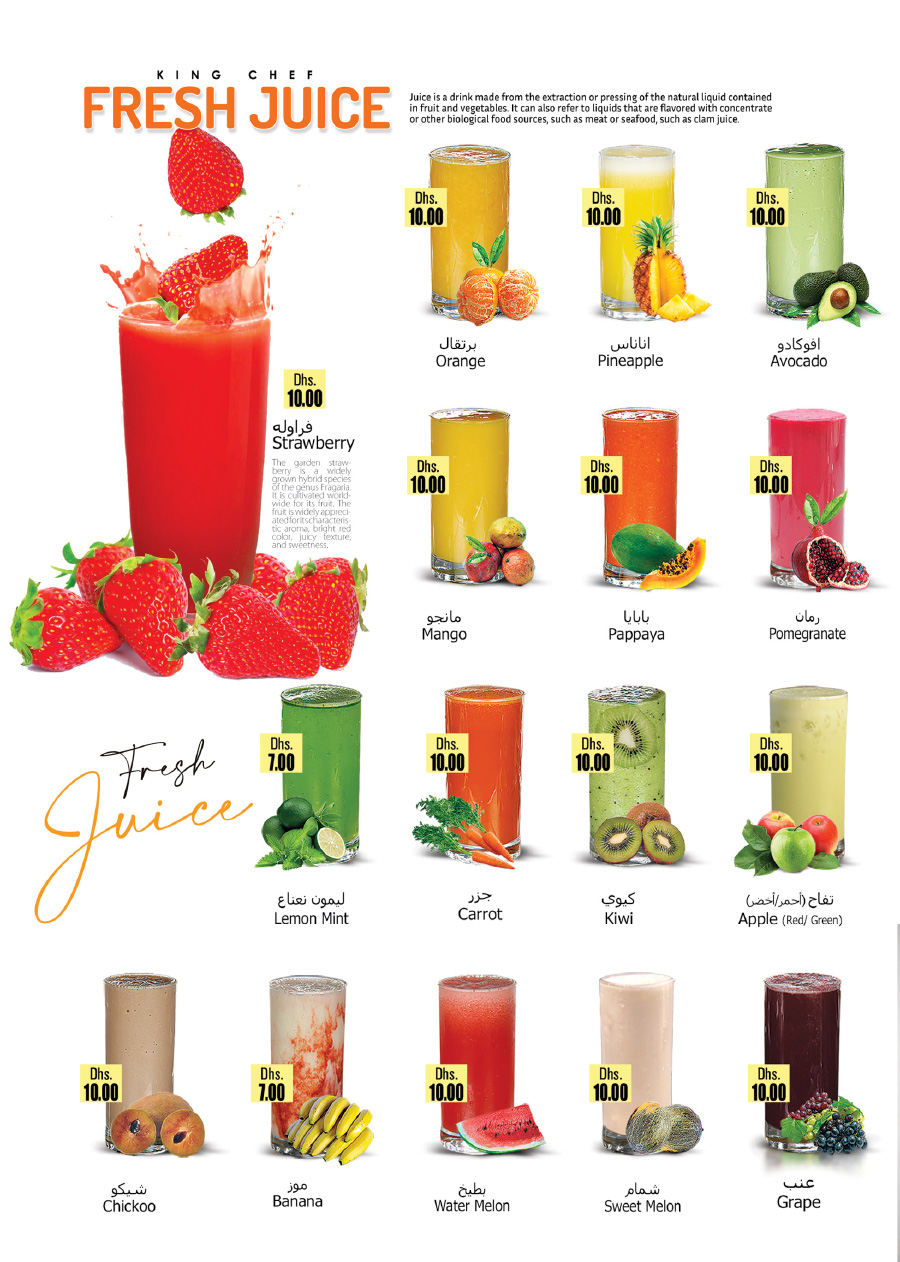 KING CHEF
FRESH JUICE
Juice is a drink made from the extraction or pressing of the natural liquid contained
in fruit and vegetables. It can also refer to liquids that are flavored with concentrate
or other biological food sources, such as meat or seafood, such as clam juice.
Dhs.
10.00
برتقال
Orange
Dhs.
10.00
اناناس
Pineapple
Dhs.
10.00
افوكادو
Avocado
Dhs.
10.00
فراوله
Strawberry
The garden straw-
berry is a widely
grown hybrid species
of the genus Fragaria.
It is cultivated world-
wide for its fruit. The
fruit is widely appreci-
atedforitscharacteris-
tic aroma, bright red
color, juicy texture,
and sweetness.
Dhs.
10.00
مانجو
Mango
Dhs.
10.00
بابايا
Pappaya
Dhs.
10.00
رمان
Pomegranate
Fresh
Juice
Dhs.
7.00
ليمون نعناع
Lemon Mint
Dhs.
10.00
جزر
Carrot
Dhs.
10.00
كيوي
Kiwi
Dhs.
10.00
تفاح (أحمر/أخضر)
Apple (Red/ Green)
Dhs.
10.00
شيكو
Chickoo
Dhs.
7.00
موز
Banana
Dhs.
10.00
بطيخ
Water Melon
Dhs.
10.00
شمام
Sweet Melon
Dhs.
10.00
عنب
Grape